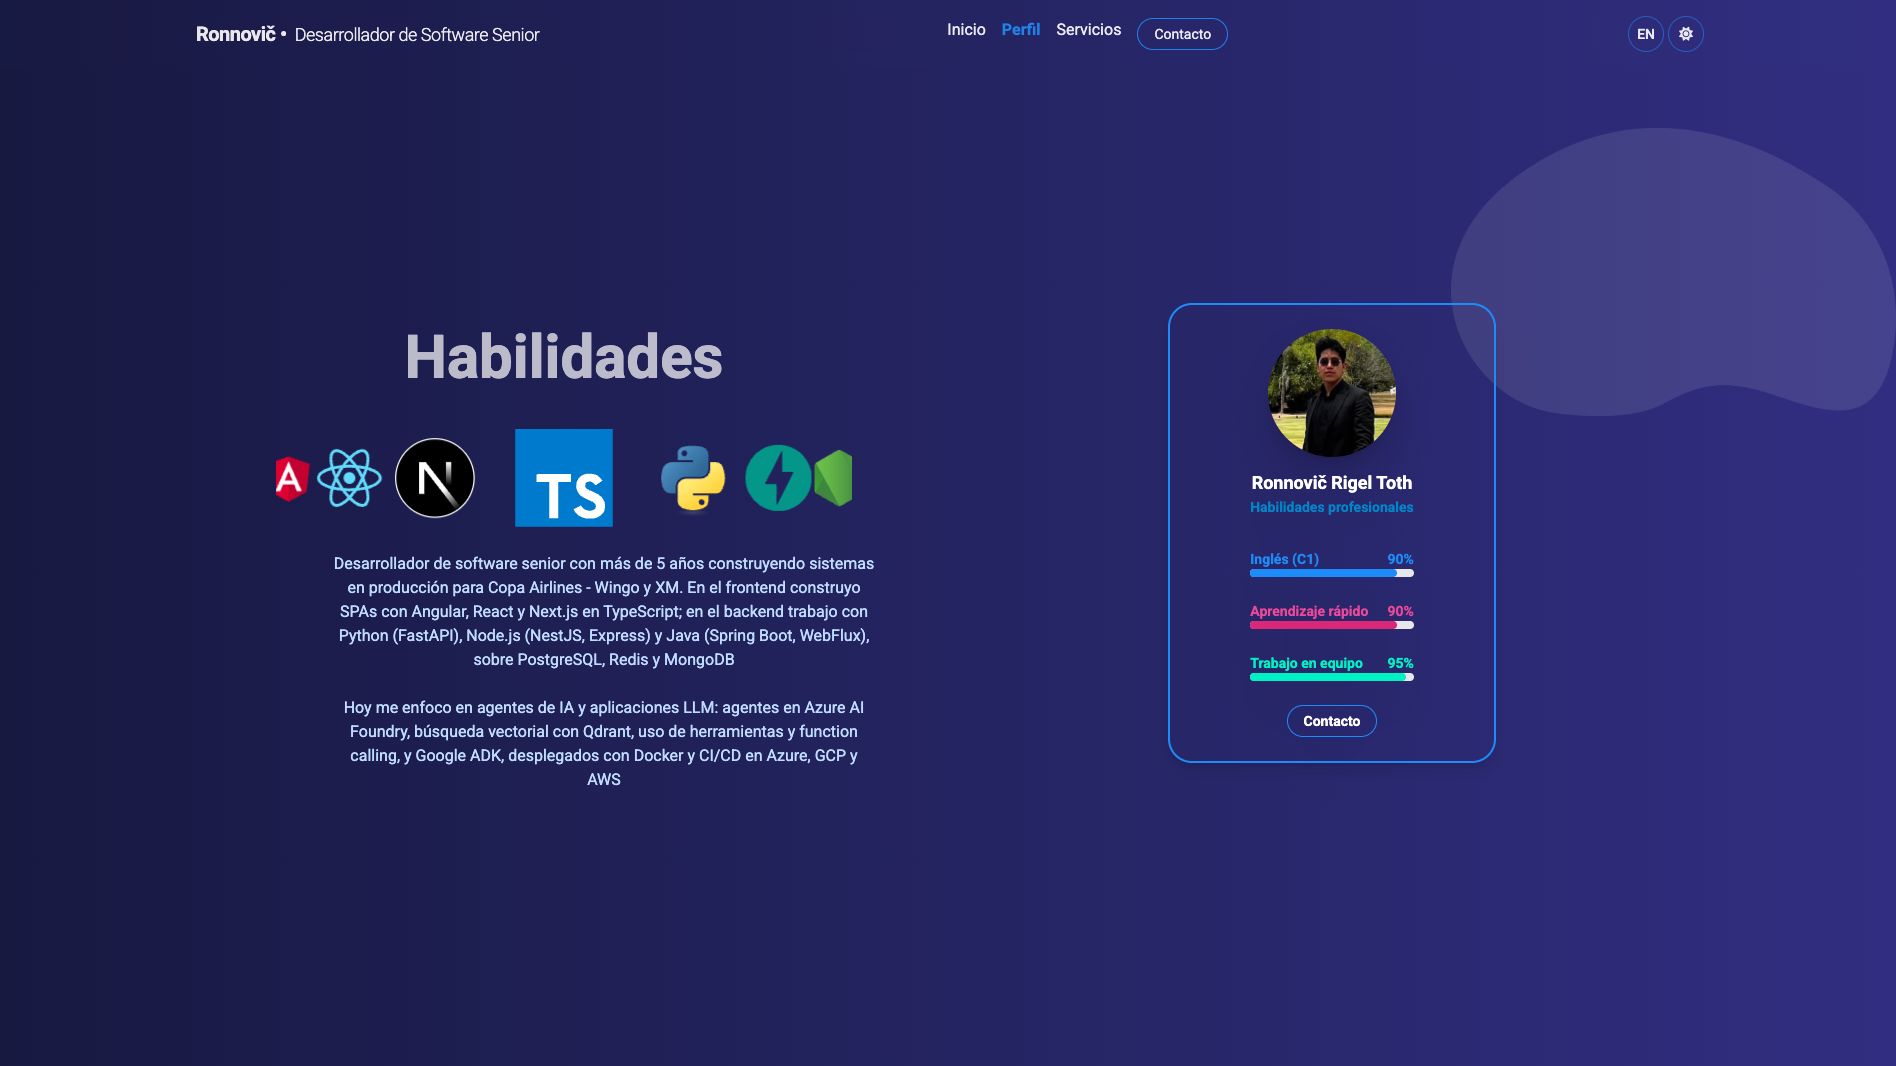 Ronnovič • Desarrollador de Software Senior
Inicio Perfil Servicios Contacto
EN
Habilidades
A
N
TS
Desarrollador de software senior con más de 5 años construyendo sistemas
en producción para Copa Airlines - Wingo y XM. En el frontend construyo
SPAs con Angular, React y Next.js en TypeScript; en el backend trabajo con
Python (FastAPI), Node.js (NestJS, Express) y Java (Spring Boot, WebFlux),
sobre PostgreSQL, Redis y MongoDB
Hoy me enfoco en agentes de IA y aplicaciones LLM: agentes en Azure AI
Foundry, búsqueda vectorial con Qdrant, uso de herramientas y function
calling, y Google ADK, desplegados con Docker y CI/CD en Azure, GCP y
AWS
Ronnovič Rigel Toth
Habilidades profesionales
Inglés (C1) 90%
Aprendizaje rápido 90%
Trabajo en equipo 95%
Contacto